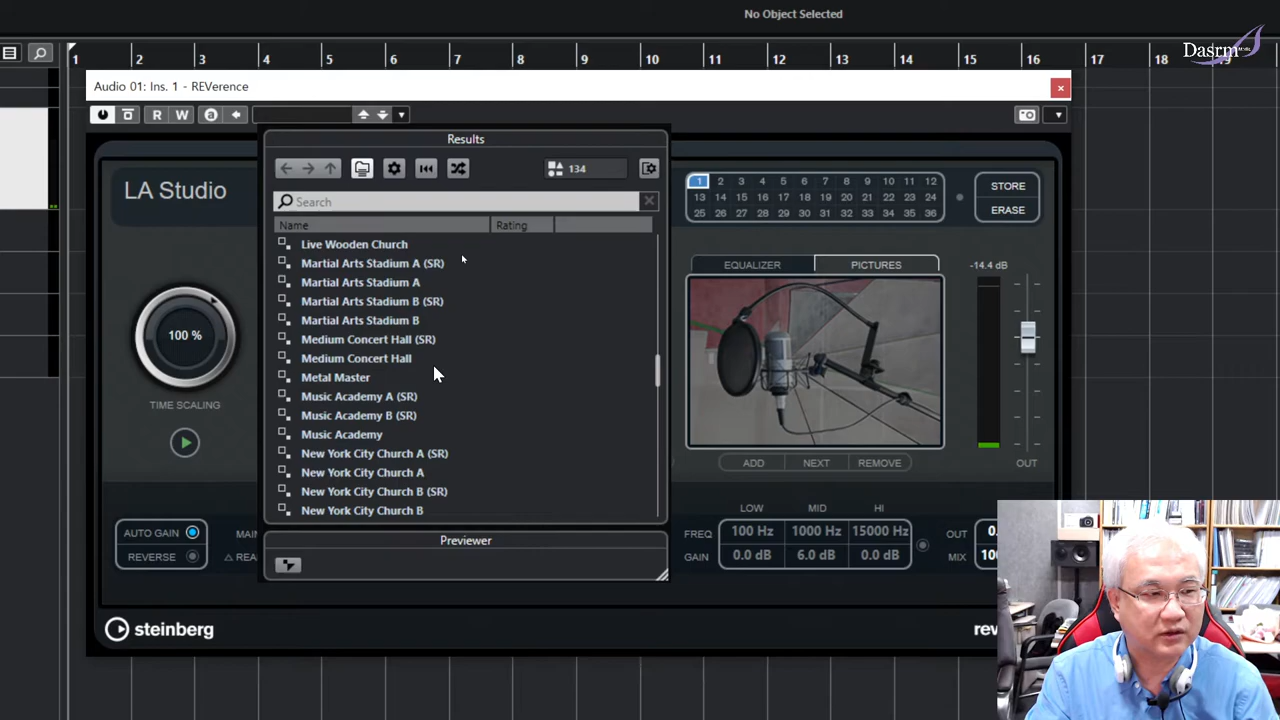 No Object Selected
Dasrm
1 2 3 4 5 6 7 8 9 10 11 12 13 14 15 16 17 18 19
Audio 01: Ins. 1 - REVerence
R W a
Results
LA Studio
134
1 2 3 4 5 6 7 8 9 10 11 12
13 14 15 16 17 18 19 20 21 22 23 24
25 26 27 28 29 30 31 32 33 34 35 36
STORE
ERASE
Search
Name Rating
Live Wooden Church
Martial Arts Stadium A (SR)
Martial Arts Stadium A
Martial Arts Stadium B (SR)
Martial Arts Stadium B
Medium Concert Hall (SR)
Medium Concert Hall
Metal Master
Music Academy A (SR)
Music Academy B (SR)
Music Academy
New York City Church A (SR)
New York City Church A
New York City Church B (SR)
New York City Church B
EQUALIZER PICTURES
-14.4 dB
100 %
TIME SCALING
ADD NEXT REMOVE OUT
LOW MID HI
AUTO GAIN MAIN
FREQ 100 Hz 1000 Hz 15000 Hz OUT 0.
REVERSE
GAIN 0.0 dB 6.0 dB 0.0 dB MIX 100
Previewer
steinberg
rev